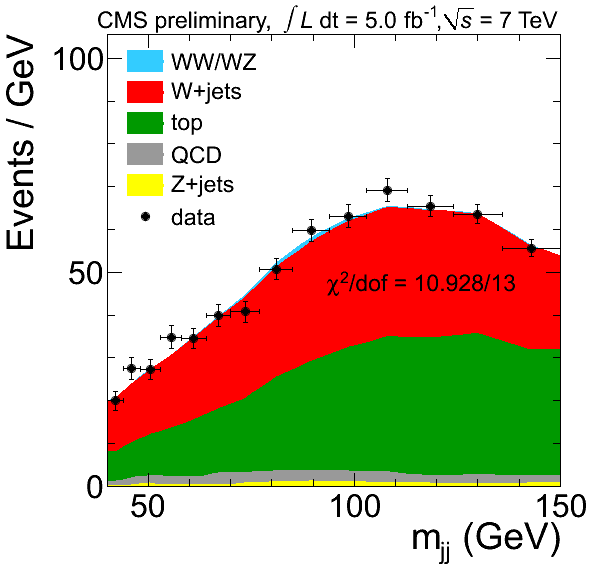 CMS preliminary, ∫L dt = 5.0 fb⁻¹,√s = 7 TeV
Events / GeV
100
50
0
WW/WZ
W+jets
top
QCD
Z+jets
data
χ²/dof = 10.928/13
50
100
150
m_jj (GeV)